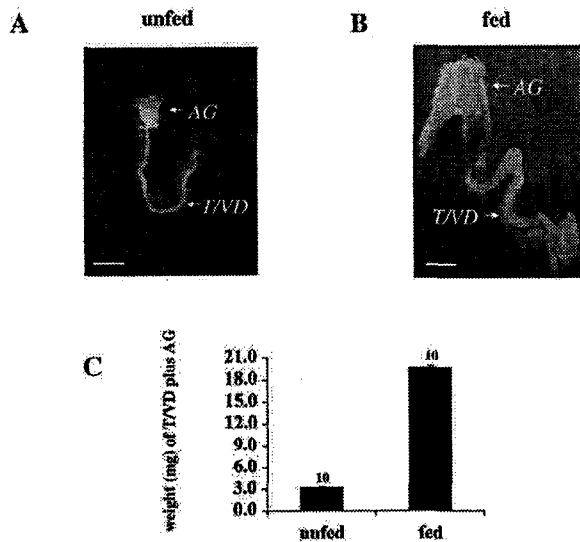 A
unfed
B
fed
AG
T/VD
AG
T/VD
C
weight (mg) of T/VD plus AG
21.0
18.0
15.0
12.0
9.0
6.0
3.0
0.0
10
10
unfed
fed